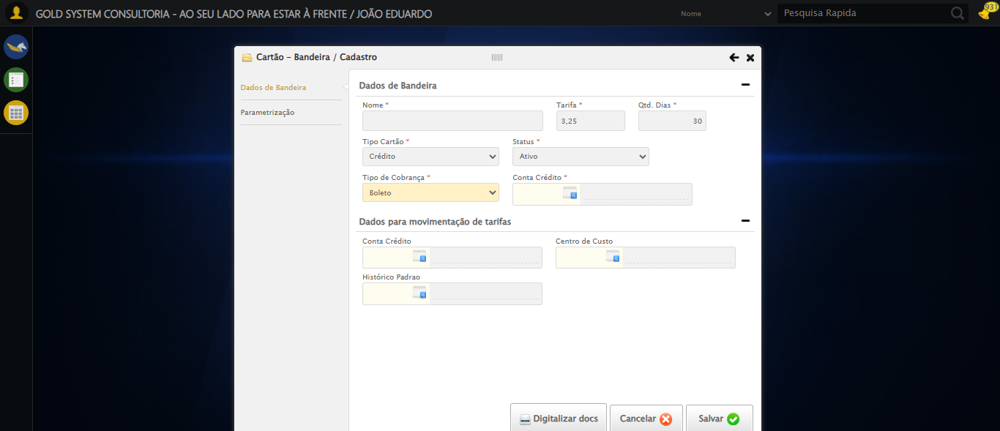 GOLD SYSTEM CONSULTORIA - AO SEU LADO PARA ESTAR À FRENTE / JOÃO EDUARDO
Nome
Pesquisa Rapida
931
Cartão - Bandeira / Cadastro
Dados de Bandeira
Parametrização
Dados de Bandeira
Nome *
Tarifa *
Qtd. Dias *
3,25
30
Tipo Cartão *
Status *
Crédito
Ativo
Tipo de Cobrança *
Conta Crédito *
Boleto
Dados para movimentação de tarifas
Conta Crédito
Centro de Custo
Histórico Padrao
Digitalizar docs
Cancelar
Salvar